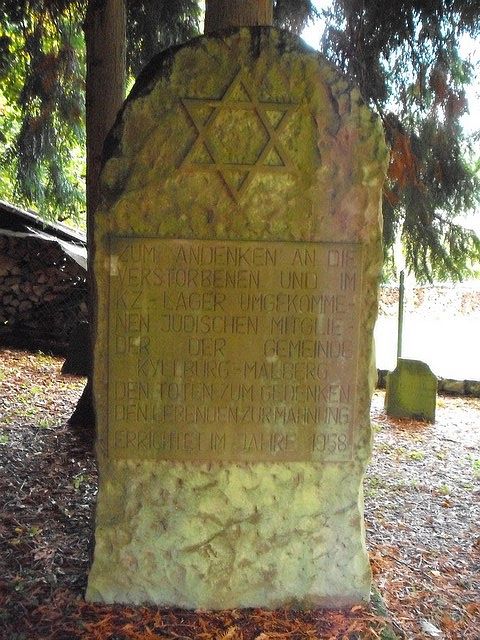 ZUM ANDENKEN AN DIE
VERSTORBENEN UND IM
KZ-LAGER UMGEKOMME-
NEN JÜDISCHEN MITGLIE-
DER DER GEMEINDE
KYLLBURG-MALBERG
DEN TOTEN ZUM GEDENKEN
DEN LEBENDEN ZUR MAHNUNG
ERRICHTET IM JAHRE 1958